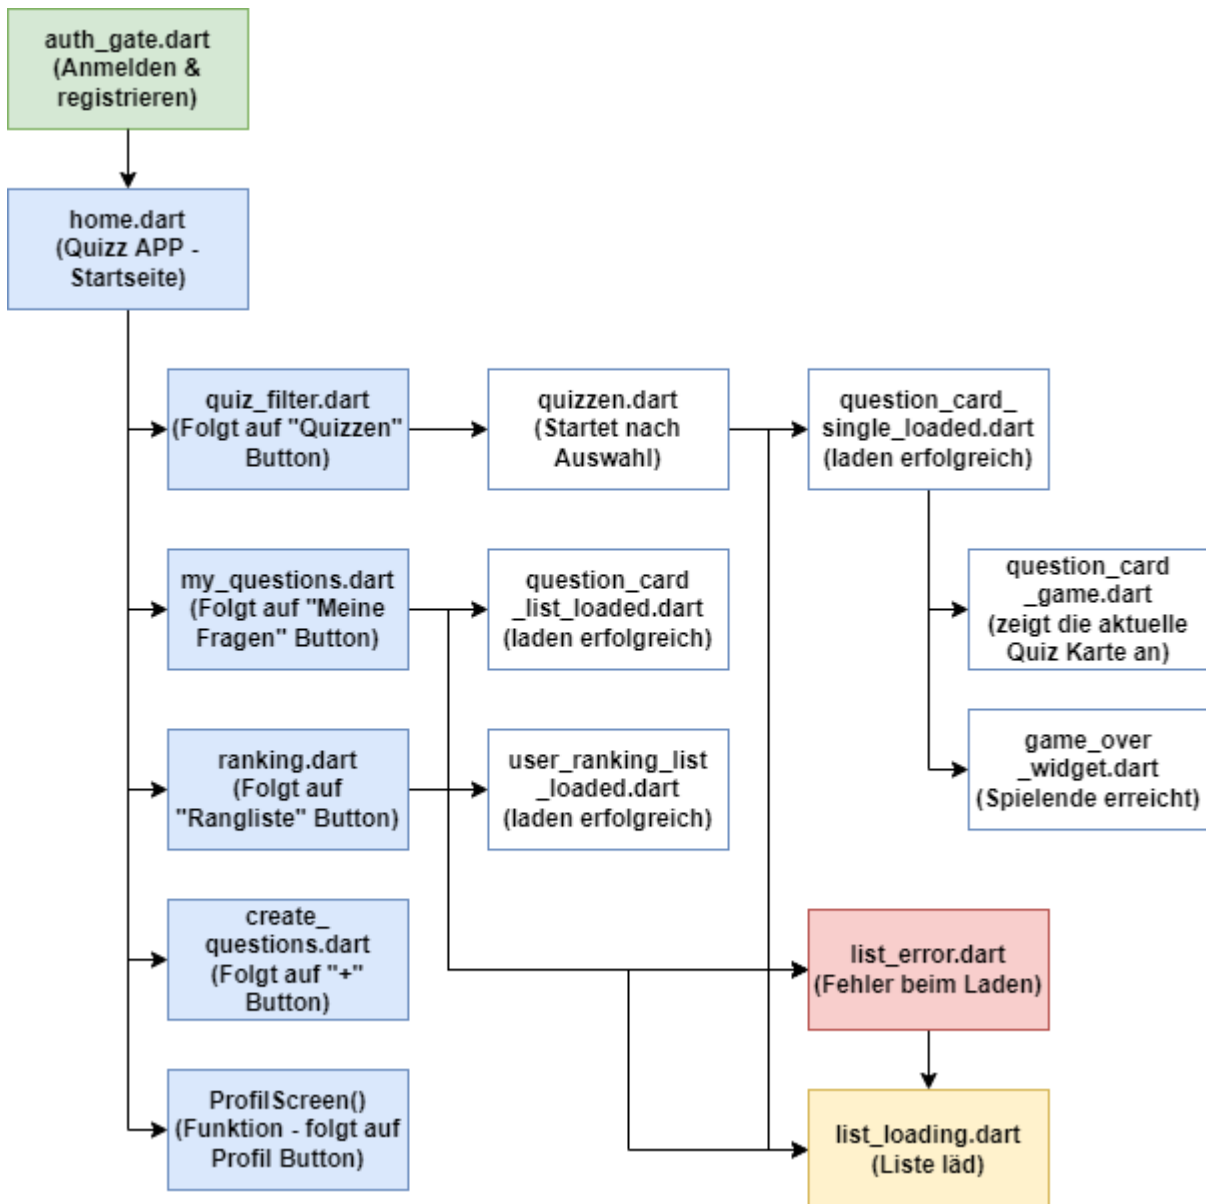 auth_gate.dart
(Anmelden &
registrieren)
home.dart
(Quizz APP -
Startseite)
quiz_filter.dart
(Folgt auf "Quizzen"
Button)
quizzen.dart
(Startet nach
Auswahl)
question_card_
single_loaded.dart
(laden erfolgreich)
my_questions.dart
(Folgt auf "Meine
Fragen" Button)
question_card
_list_loaded.dart
(laden erfolgreich)
question_card
_game.dart
(zeigt die aktuelle
Quiz Karte an)
ranking.dart
(Folgt auf
"Rangliste" Button)
user_ranking_list
_loaded.dart
(laden erfolgreich)
game_over
_widget.dart
(Spielende erreicht)
create_
questions.dart
(Folgt auf "+"
Button)
list_error.dart
(Fehler beim Laden)
ProfilScreen()
(Funktion - folgt auf
Profil Button)
list_loading.dart
(Liste läd)